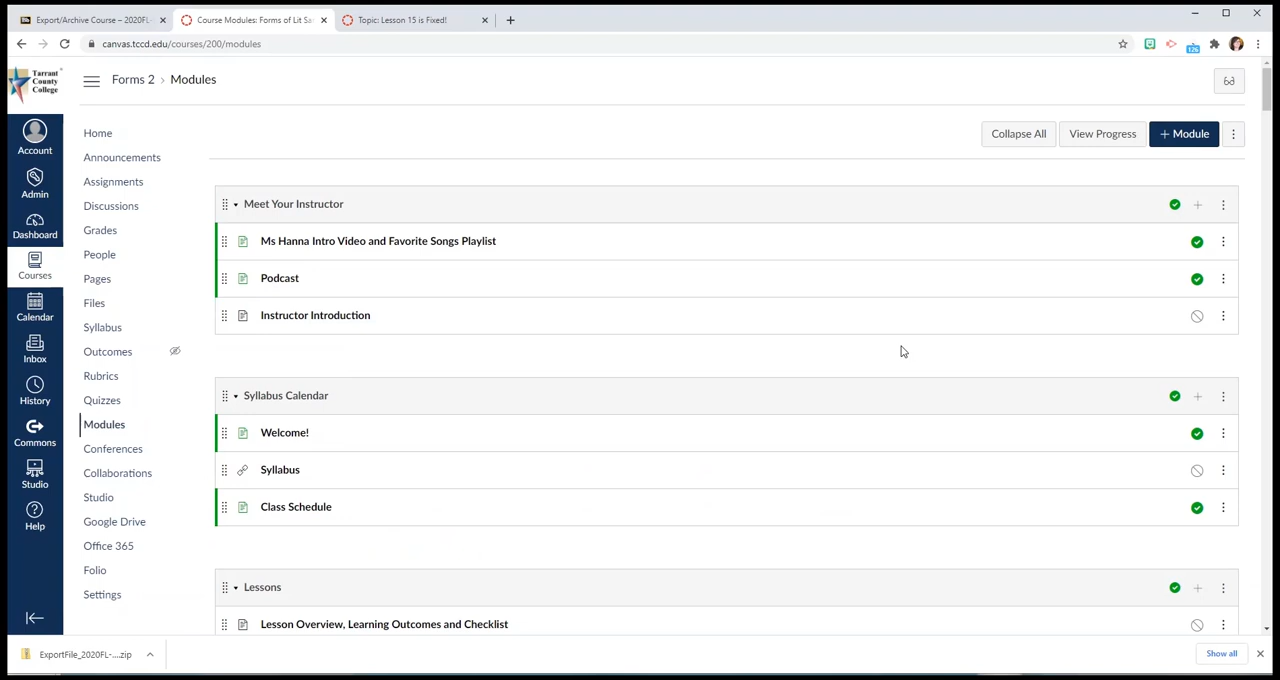 Export/Archive Course – 2020FL-
Course Modules: Forms of Lit Sa
Topic: Lesson 15 is Fixed!
canvas.tccd.edu/courses/200/modules
126
Tarrant
County
College
Forms 2 › Modules
Account
Admin
Dashboard
Courses
Calendar
Inbox
History
Commons
Studio
Help
Home
Announcements
Assignments
Discussions
Grades
People
Pages
Files
Syllabus
Outcomes
Rubrics
Quizzes
Modules
Conferences
Collaborations
Studio
Google Drive
Office 365
Folio
Settings
Collapse All
View Progress
+ Module
Meet Your Instructor
Ms Hanna Intro Video and Favorite Songs Playlist
Podcast
Instructor Introduction
Syllabus Calendar
Welcome!
Syllabus
Class Schedule
Lessons
Lesson Overview, Learning Outcomes and Checklist
ExportFile_2020FL-....zip
Show all